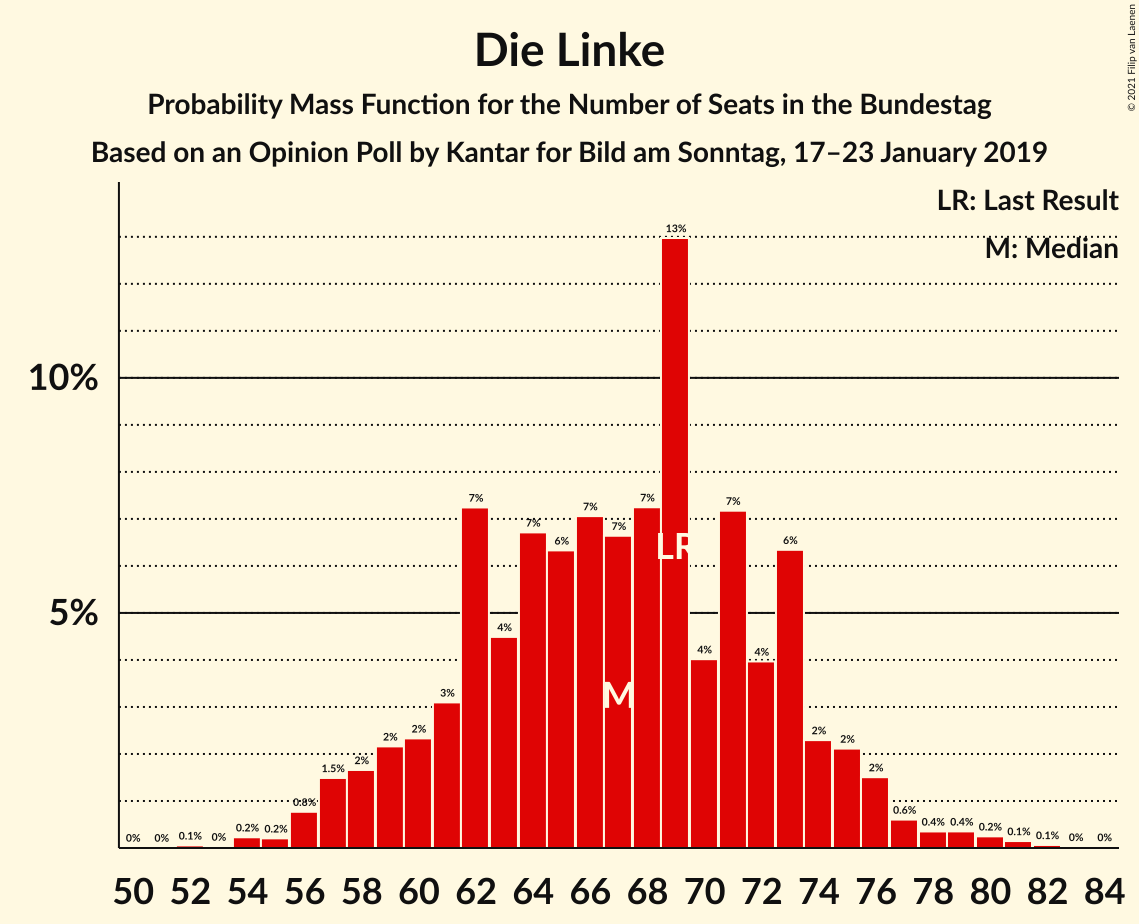 Die Linke
Probability Mass Function for the Number of Seats in the Bundestag
Based on an Opinion Poll by Kantar for Bild am Sonntag, 17–23 January 2019
© 2021 Filip van Laenen
LR: Last Result
M: Median
10%
5%
0% 0% 0.1% 0% 0.2% 0.2% 0.8% 1.5% 2% 2% 2% 3% 7% 4% 7% 6% 7% 7% 7% 13% 4% 7% 4% 6% 2% 2% 2% 0.6% 0.4% 0.4% 0.2% 0.1% 0.1% 0% 0%
LR
M
50 52 54 56 58 60 62 64 66 68 70 72 74 76 78 80 82 84